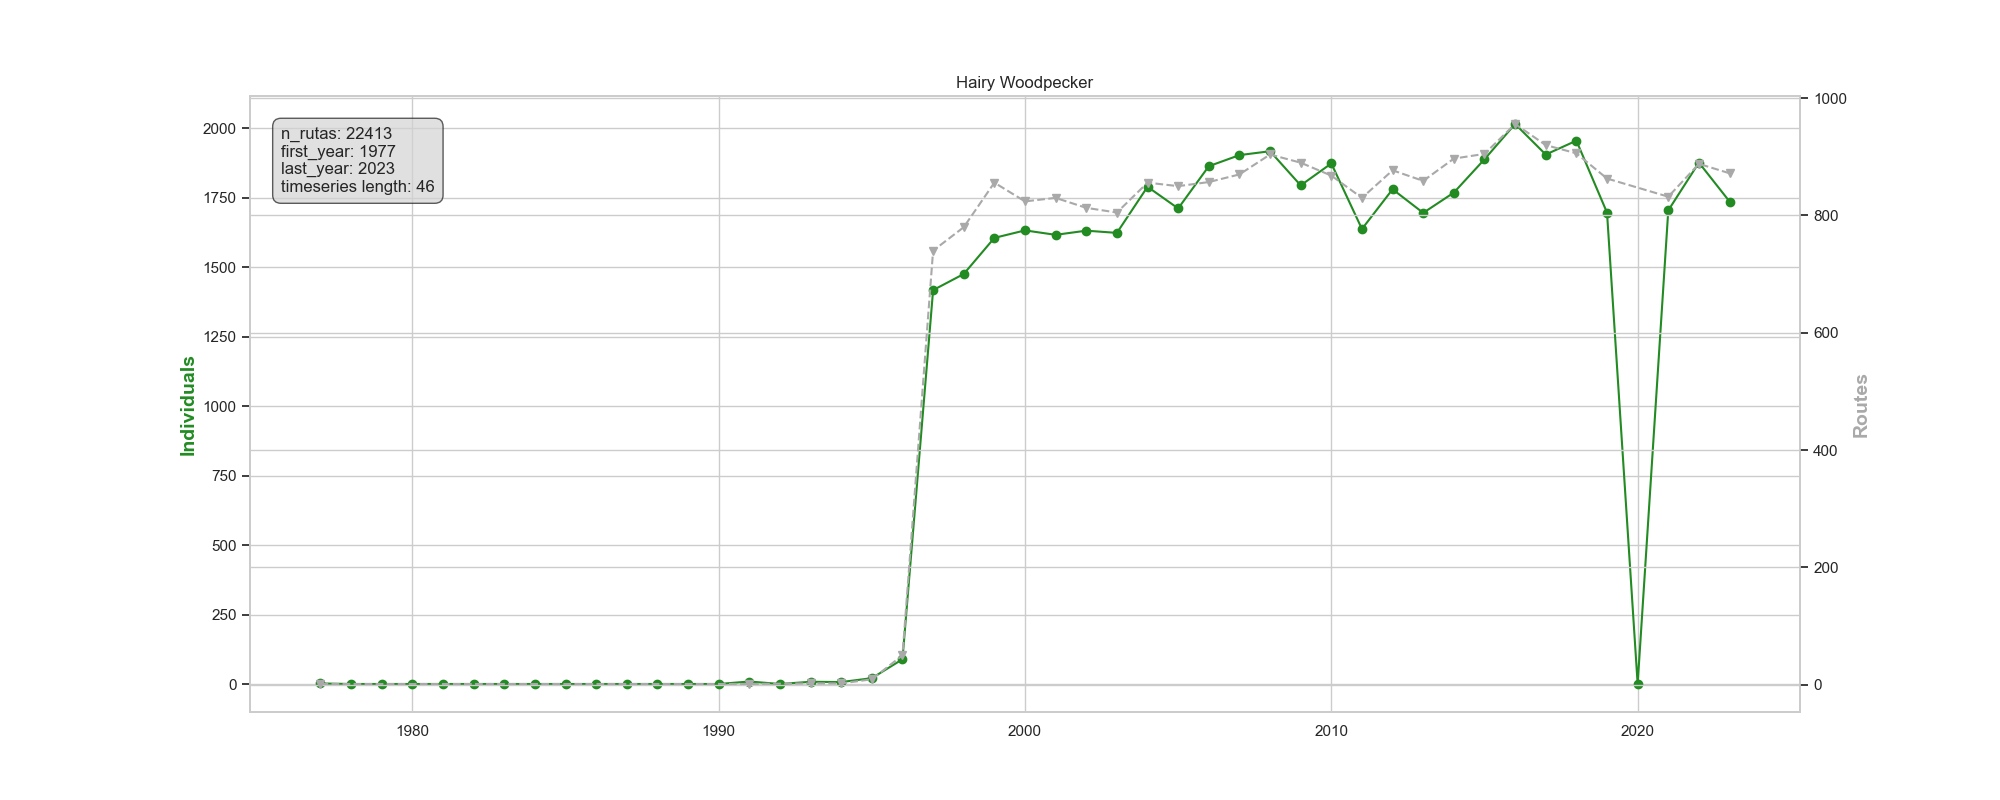 Hairy Woodpecker
n_rutas: 22413
first_year: 1977
last_year: 2023
timeseries length: 46
2000
1750
1500
1250
1000
750
500
250
0
Individuals
1000
800
600
400
200
0
Routes
1980
1990
2000
2010
2020